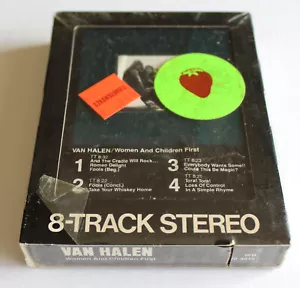 VAN HALEN/Women And Children First
1
And The Cradle Will Rock...
Romeo Delight
Fools (Beg.)
2
Fools (Concl.)
Take Your Whiskey Home
3
Everybody Wants Some!!
Could This Be Magic?
4
Tora! Tora!
Loss Of Control
In A Simple Rhyme
8-TRACK STEREO
VAN HALEN
Women And Children First